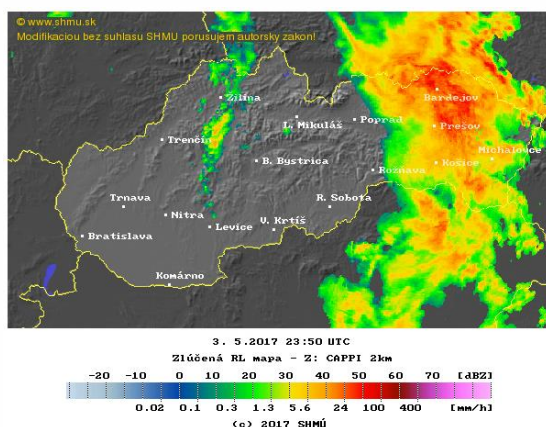 © www.shmu.sk
Modifikaciou bez suhlasu SHMU porusujem autorsky zakon!
Zilina
Bardejov
L. Mikuláš
Poprad
Prešov
Trenčín
Michalovce
B. Bystrica
Košice
Roznava
Trnava
R. Sobota
Nitra
Levice
V. Krtíš
Bratislava
Komárno
3. 5.2017 23:50 UTC
Zlúčená RL mapa - Z: CAPPI 2km
-20 -10 0 10 20 30 40 50 60 70 [dBZ]
0.02 0.1 0.3 1.3 5.6 24 100 400 [mm/h]
(c) 2017 SHMÚ